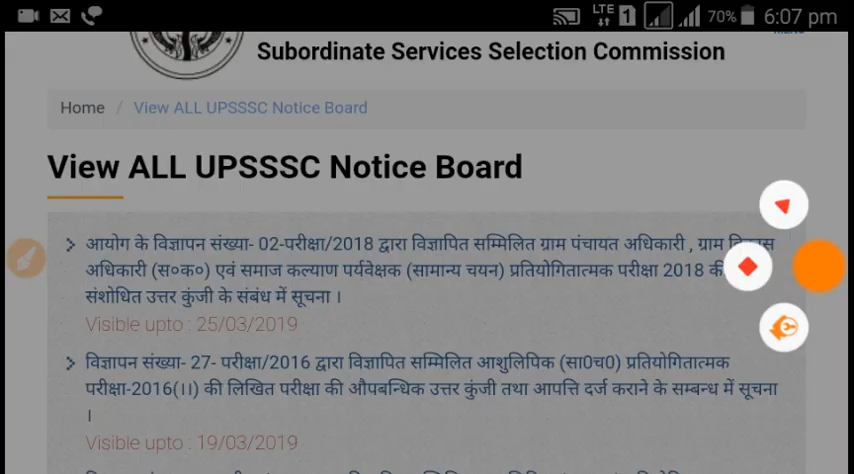 LTE 1 70% 6:07 pm
Subordinate Services Selection Commission
Home / View ALL UPSSSC Notice Board
View ALL UPSSSC Notice Board
आयोग के विज्ञापन संख्या- 02-परीक्षा/2018 द्वारा विज्ञापित सम्मिलित ग्राम पंचायत अधिकारी , ग्राम
अधिकारी (स०क०) एवं समाज कल्याण पर्यवेक्षक (सामान्य चयन) प्रतियोगितात्मक परीक्षा 2018
संशोधित उत्तर कुंजी के संबंध में सूचना ।
Visible upto : 25/03/2019
विज्ञापन संख्या- 27- परीक्षा/2016 द्वारा विज्ञापित सम्मिलित आशुलिपिक (सा0च0) प्रतियोगितात्मक
परीक्षा-2016(।।) की लिखित परीक्षा की औपबन्धिक उत्तर कुंजी तथा आपत्ति दर्ज कराने के सम्बन्ध में सूचना
।
Visible upto : 19/03/2019